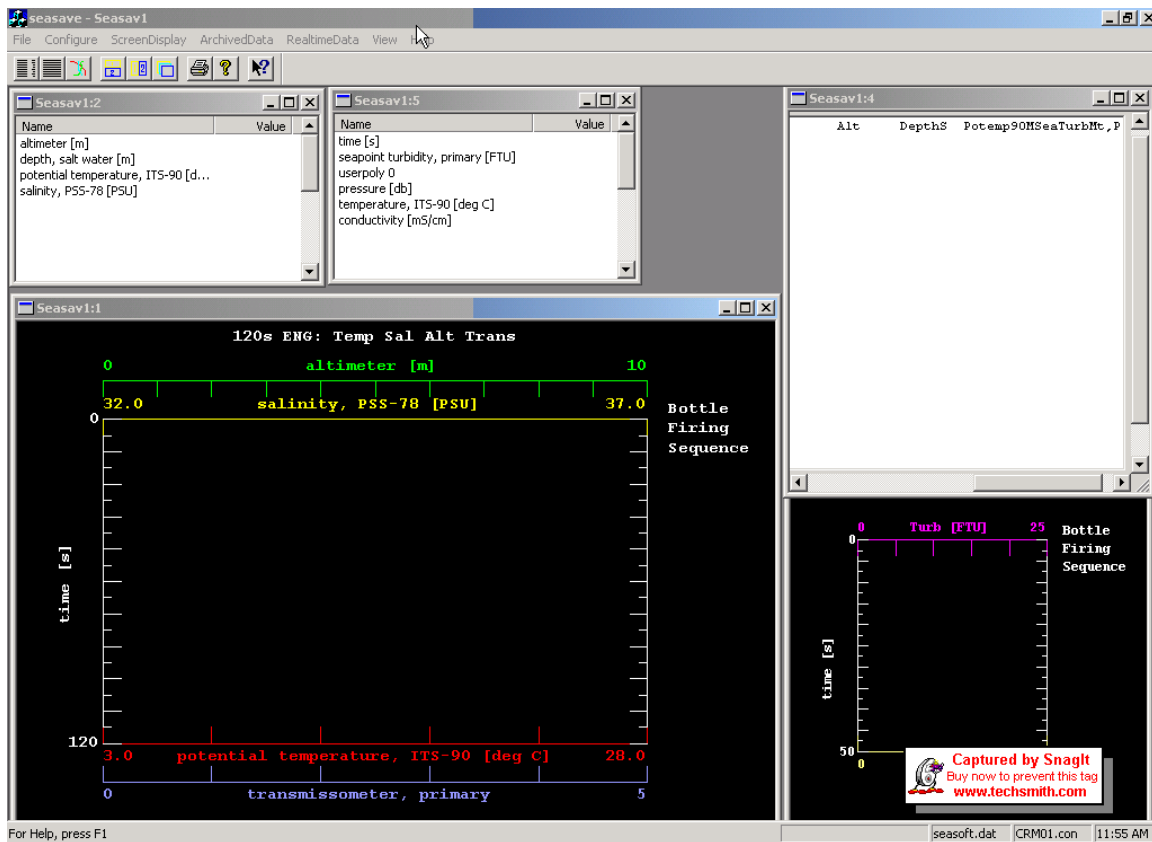 seasave - Seasav1
File Configure ScreenDisplay ArchivedData RealtimeData View
Seasav1:2
Name Value
altimeter [m]
depth, salt water [m]
potential temperature, ITS-90 [d...
salinity, PSS-78 [PSU]
Seasav1:5
Name Value
time [s]
seapoint turbidity, primary [FTU]
userpoly 0
pressure [db]
temperature, ITS-90 [deg C]
conductivity [mS/cm]
Seasav1:4
Alt DepthS Potemp90MSeaTurbMt,P
Seasav1:1
120s ENG: Temp Sal Alt Trans
0 altimeter [m] 10
32.0 salinity, PSS-78 [PSU] 37.0
Bottle
Firing
Sequence
0
time [s]
120
3.0 potential temperature, ITS-90 [deg C] 28.0
0 transmissometer, primary 5
0 Turb [FTU] 25
Bottle
Firing
Sequence
0
time [s]
50
0
Captured by SnagIt
Buy now to prevent this tag
www.techsmith.com
For Help, press F1
seasoft.dat CRM01.con 11:55 AM